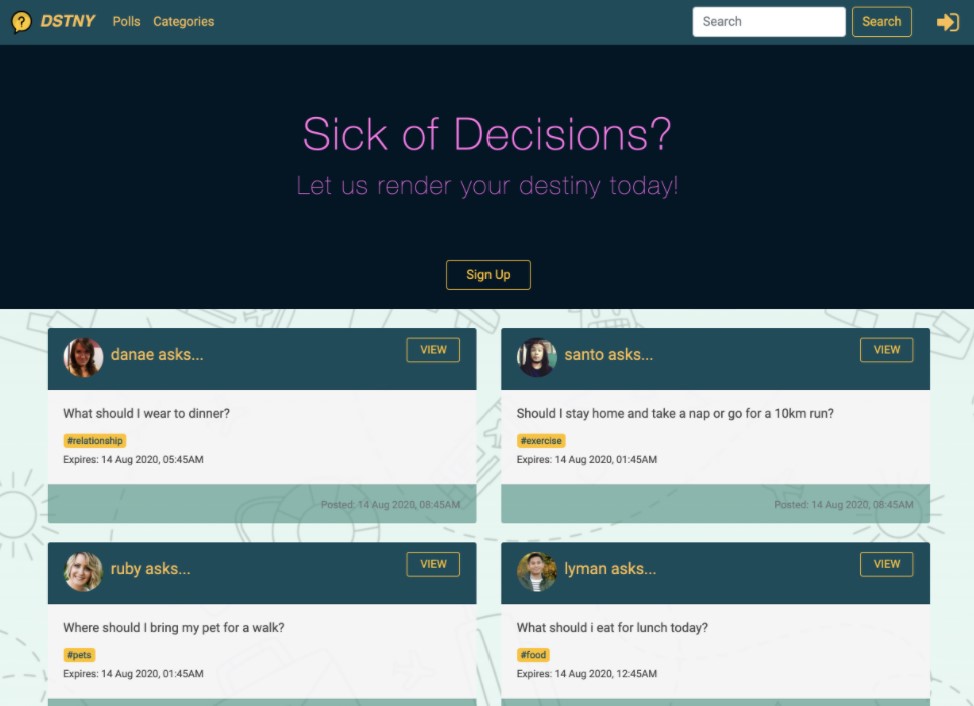 ? DSTNY Polls Categories Search Search
Sick of Decisions?
Let us render your destiny today!
Sign Up
danae asks... VIEW
What should I wear to dinner?
#relationship
Expires: 14 Aug 2020, 05:45AM
Posted: 14 Aug 2020, 08:45AM
santo asks... VIEW
Should I stay home and take a nap or go for a 10km run?
#exercise
Expires: 14 Aug 2020, 01:45AM
Posted: 14 Aug 2020, 08:45AM
ruby asks... VIEW
Where should I bring my pet for a walk?
#pets
Expires: 14 Aug 2020, 01:45AM
lyman asks... VIEW
What should i eat for lunch today?
#food
Expires: 14 Aug 2020, 12:45AM